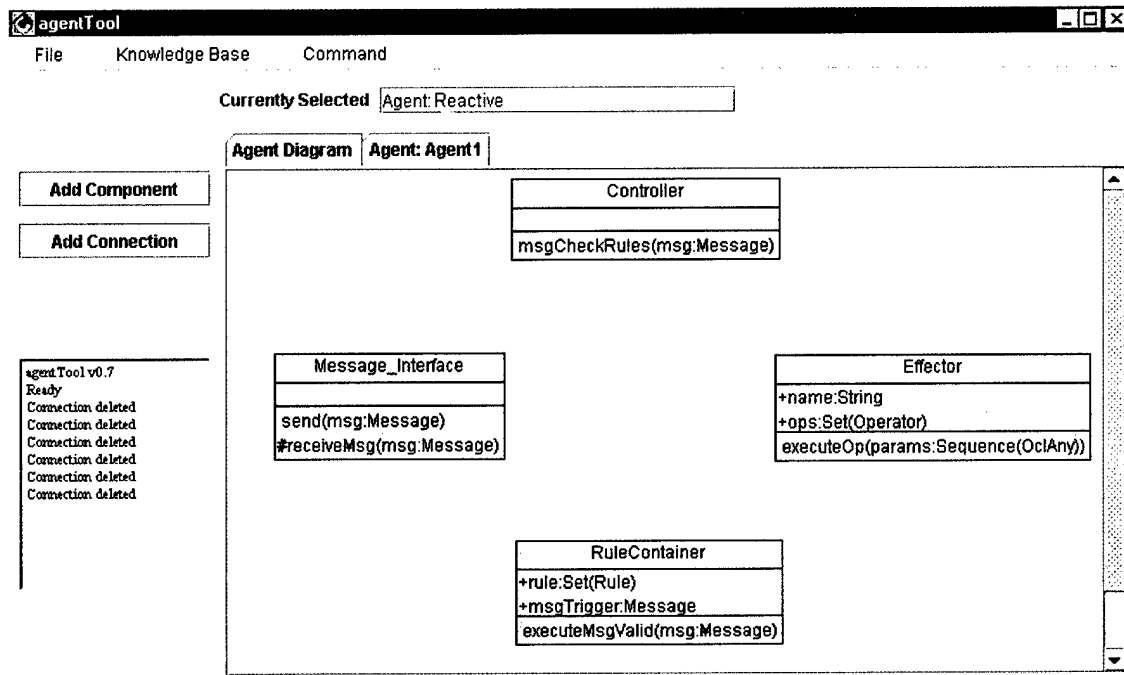 agentTool
File Knowledge Base Command
Currently Selected Agent: Reactive
Agent Diagram Agent: Agent1
Add Component
Add Connection
Controller
msgCheckRules(msg:Message)
Message_Interface
send(msg:Message)
#receiveMsg(msg:Message)
Effector
+name:String
+ops:Set(Operator)
executeOp(params:Sequence(OclAny))
agentTool v0.7
Ready
Connection deleted
Connection deleted
Connection deleted
Connection deleted
Connection deleted
Connection deleted
RuleContainer
+rule:Set(Rule)
+msgTrigger:Message
executeMsgValid(msg:Message)